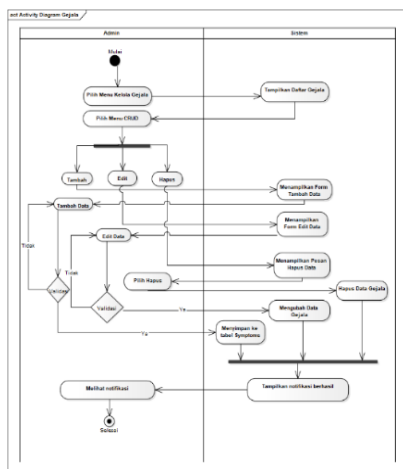 act Activity Diagram Gejala
Admin
Sistem
Mulai
Pilih Menu Kelola Gejala
Tampilkan Daftar Gejala
Pilih Menu CRUD
Tambah
Edit
Hapus
Menampilkan Form
Tambah Data
Tambah Data
Menampilkan
Form Edit Data
Edit Data
Tidak
Tidak
Menampilkan Pesan
Hapus Data
Pilih Hapus
Hapus Data Gejala
Validasi
Validasi
Ya
Mengubah Data
Gejala
Ya
Menyimpan ke
tabel Symptoms
Melihat notifikasi
Tampilkan notifikasi berhasil
Selesai